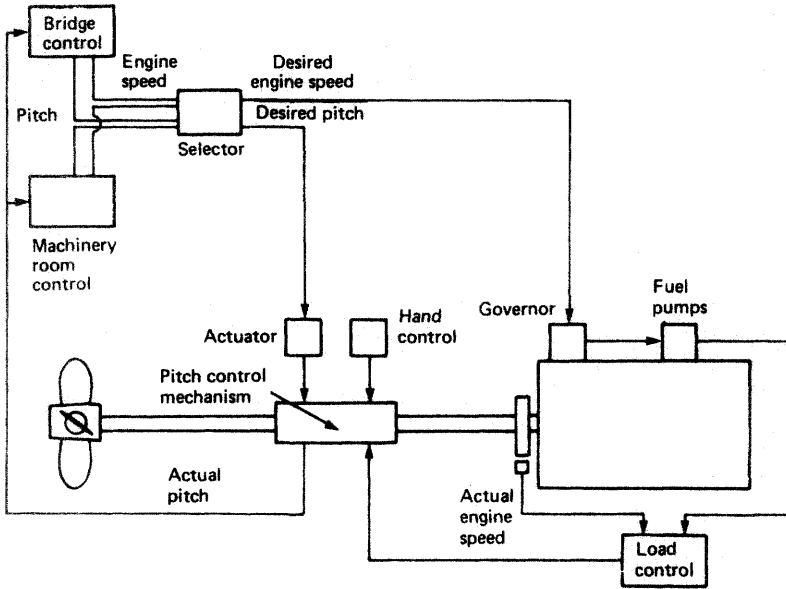 Bridge
control
Engine
speed
Desired
engine speed
Desired pitch
Pitch
Selector
Machinery
room
control
Actuator
Hand
control
Governor
Fuel
pumps
Pitch control
mechanism
Actual
pitch
Actual
engine
speed
Load
control